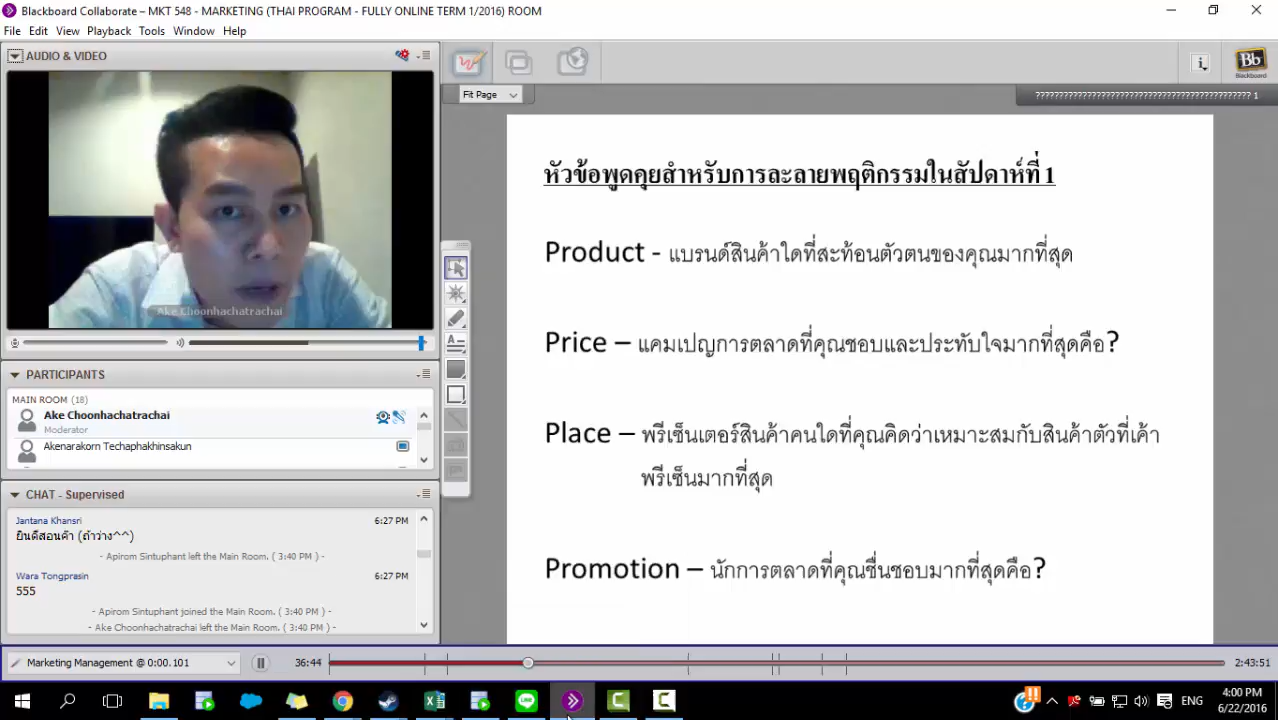 Blackboard Collaborate – MKT 548 - MARKETING (THAI PROGRAM - FULLY ONLINE TERM 1/2016) ROOM
File Edit View Playback Tools Window Help
AUDIO & VIDEO
Ake Choonhachatrachai
PARTICIPANTS
MAIN ROOM (18)
Ake Choonhachatrachai
Moderator
Akenarakorn Techaphakhinsakun
CHAT - Supervised
Jantana Khansri 6:27 PM
ยินดีสอนค้า (ถ้าว่าง^^)
- Apirom Sintuphant left the Main Room. ( 3:40 PM ) -
Wara Tongprasin 6:27 PM
555
- Apirom Sintuphant joined the Main Room. ( 3:40 PM ) -
- Ake Choonhachatrachai left the Main Room. ( 3:40 PM ) -
Fit Page
Bb
Blackboard
???????????????????????????????????????????? 1
หัวข้อพูดคุยสำหรับการละลายพฤติกรรมในสัปดาห์ที่ 1
Product - แบรนด์สินค้าใดที่สะท้อนตัวตนของคุณมากที่สุด
Price – แคมเปญการตลาดที่คุณชอบและประทับใจมากที่สุดคือ?
Place – พรีเซ็นเตอร์สินค้าคนใดที่คุณคิดว่าเหมาะสมกับสินค้าตัวที่เค้า
พรีเซ็นมากที่สุด
Promotion – นักการตลาดที่คุณชื่นชอบมากที่สุดคือ?
Marketing Management @ 0:00.101
36:44
2:43:51
ENG
4:00 PM
6/22/2016